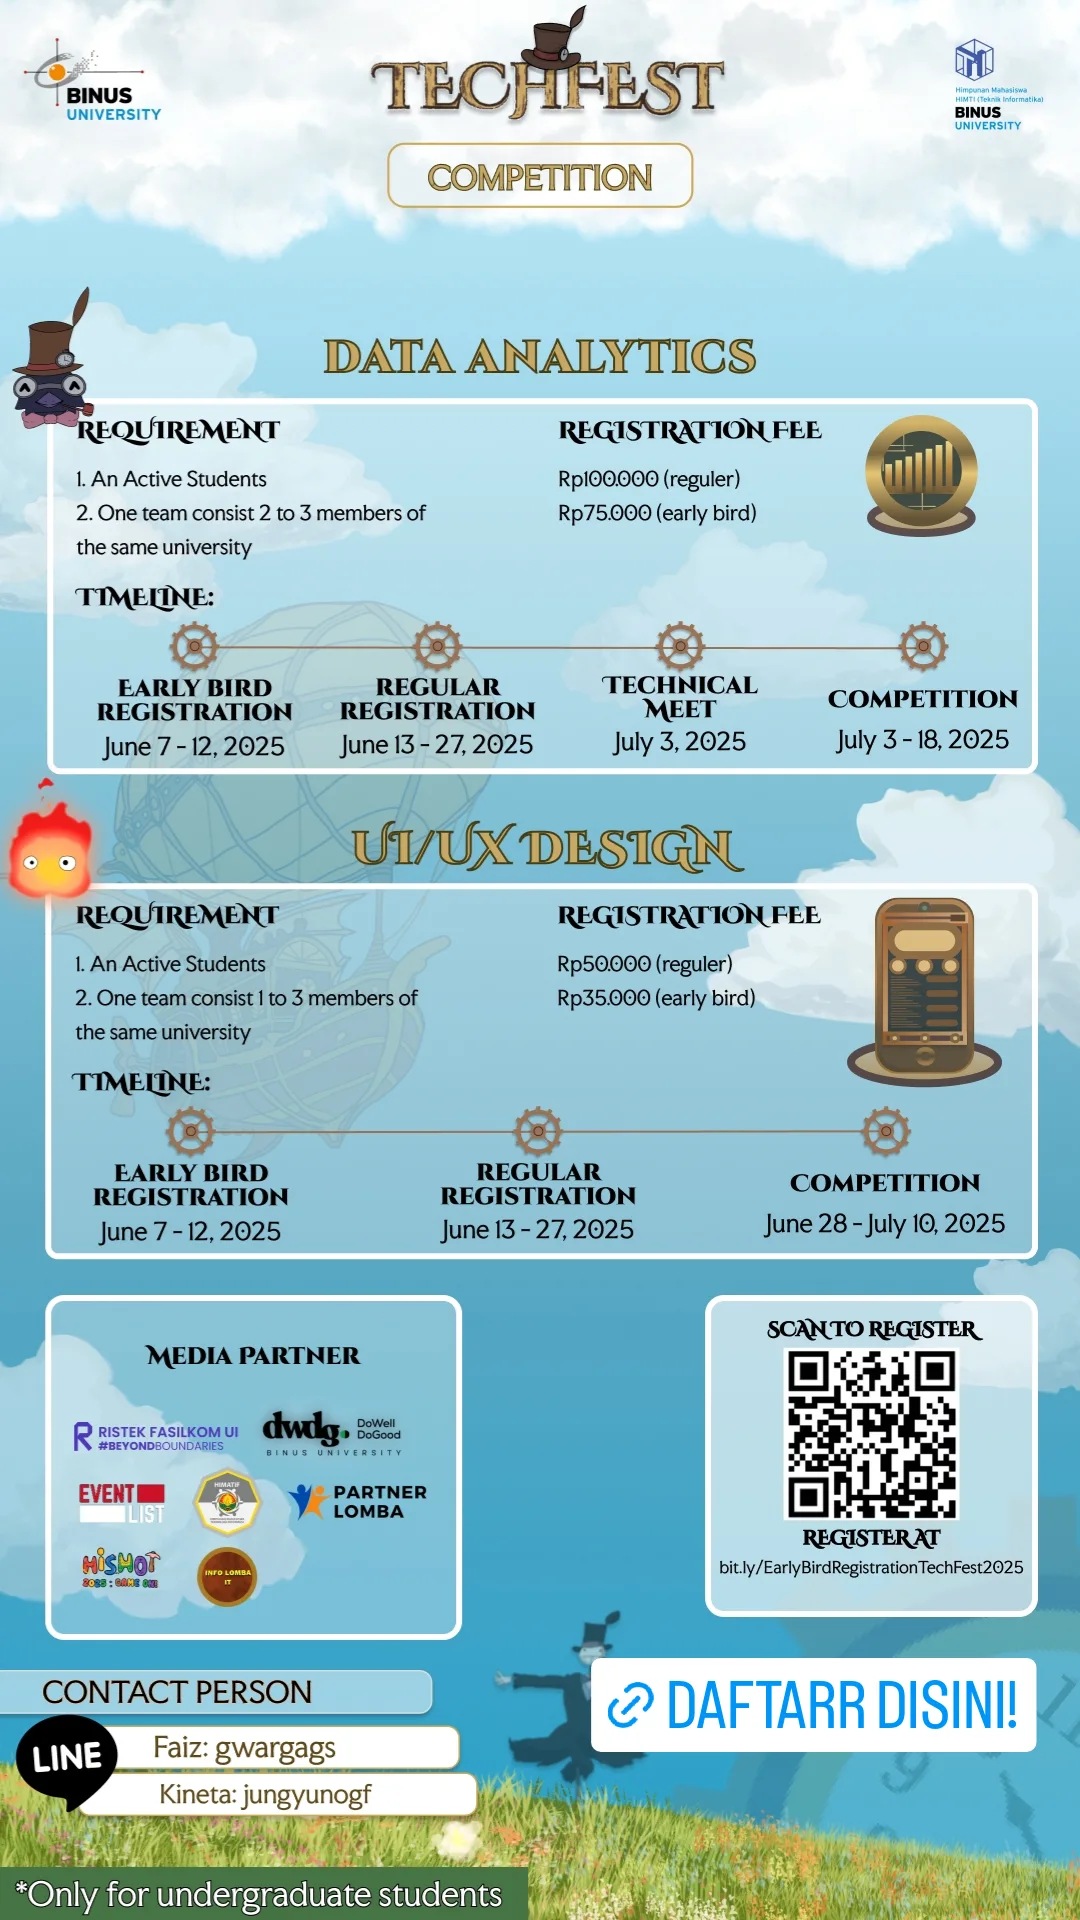 BINUS
UNIVERSITY
TECHFEST
Himpunan Mahasiswa
HIMTI (Teknik Informatika)
BINUS
UNIVERSITY
COMPETITION
DATA ANALYTICS
REQUIREMENT
1. An Active Students
2. One team consist 2 to 3 members of
the same university
REGISTRATION FEE
Rp100.000 (reguler)
Rp75.000 (early bird)
TIMELINE:
EARLY BIRD
REGISTRATION
June 7 - 12, 2025
REGULAR
REGISTRATION
June 13 - 27, 2025
TECHNICAL
MEET
July 3, 2025
COMPETITION
July 3 - 18, 2025
UI/UX DESIGN
REQUIREMENT
1. An Active Students
2. One team consist 1 to 3 members of
the same university
REGISTRATION FEE
Rp50.000 (reguler)
Rp35.000 (early bird)
TIMELINE:
EARLY BIRD
REGISTRATION
June 7 - 12, 2025
REGULAR
REGISTRATION
June 13 - 27, 2025
COMPETITION
June 28 - July 10, 2025
MEDIA PARTNER
RISTEK FASILKOM UI
#BEYONDBOUNDARIES
dwdg.
DoWell
DoGood
BINUS UNIVERSITY
EVENT
LIST
HIMATIF
PARTNER
LOMBA
HISHOT
2025 : GAME ON!
INFO LOMBA
IT
SCAN TO REGISTER
REGISTER AT
bit.ly/EarlyBirdRegistrationTechFest2025
CONTACT PERSON
LINE
Faiz: gwargags
Kineta: jungyunogf
DAFTARR DISINI!
*Only for undergraduate students